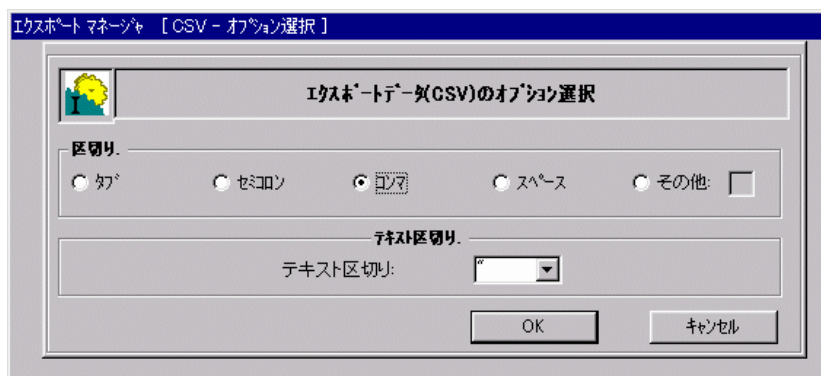 ｴｸｽﾎﾟｰﾄ ﾏﾈｰｼﾞｬ [ CSV - ｵﾌﾟｼｮﾝ選択 ]
ｴｸｽﾎﾟｰﾄﾃﾞｰﾀ(CSV)のｵﾌﾟｼｮﾝ選択
区切り.
ﾀﾌﾞ ｾﾐｺﾛﾝ ｺﾝﾏ ｽﾍﾟｰｽ その他:
ﾃｷｽﾄ区切り.
テキスト区切り: "
OK ｷｬﾝｾﾙ